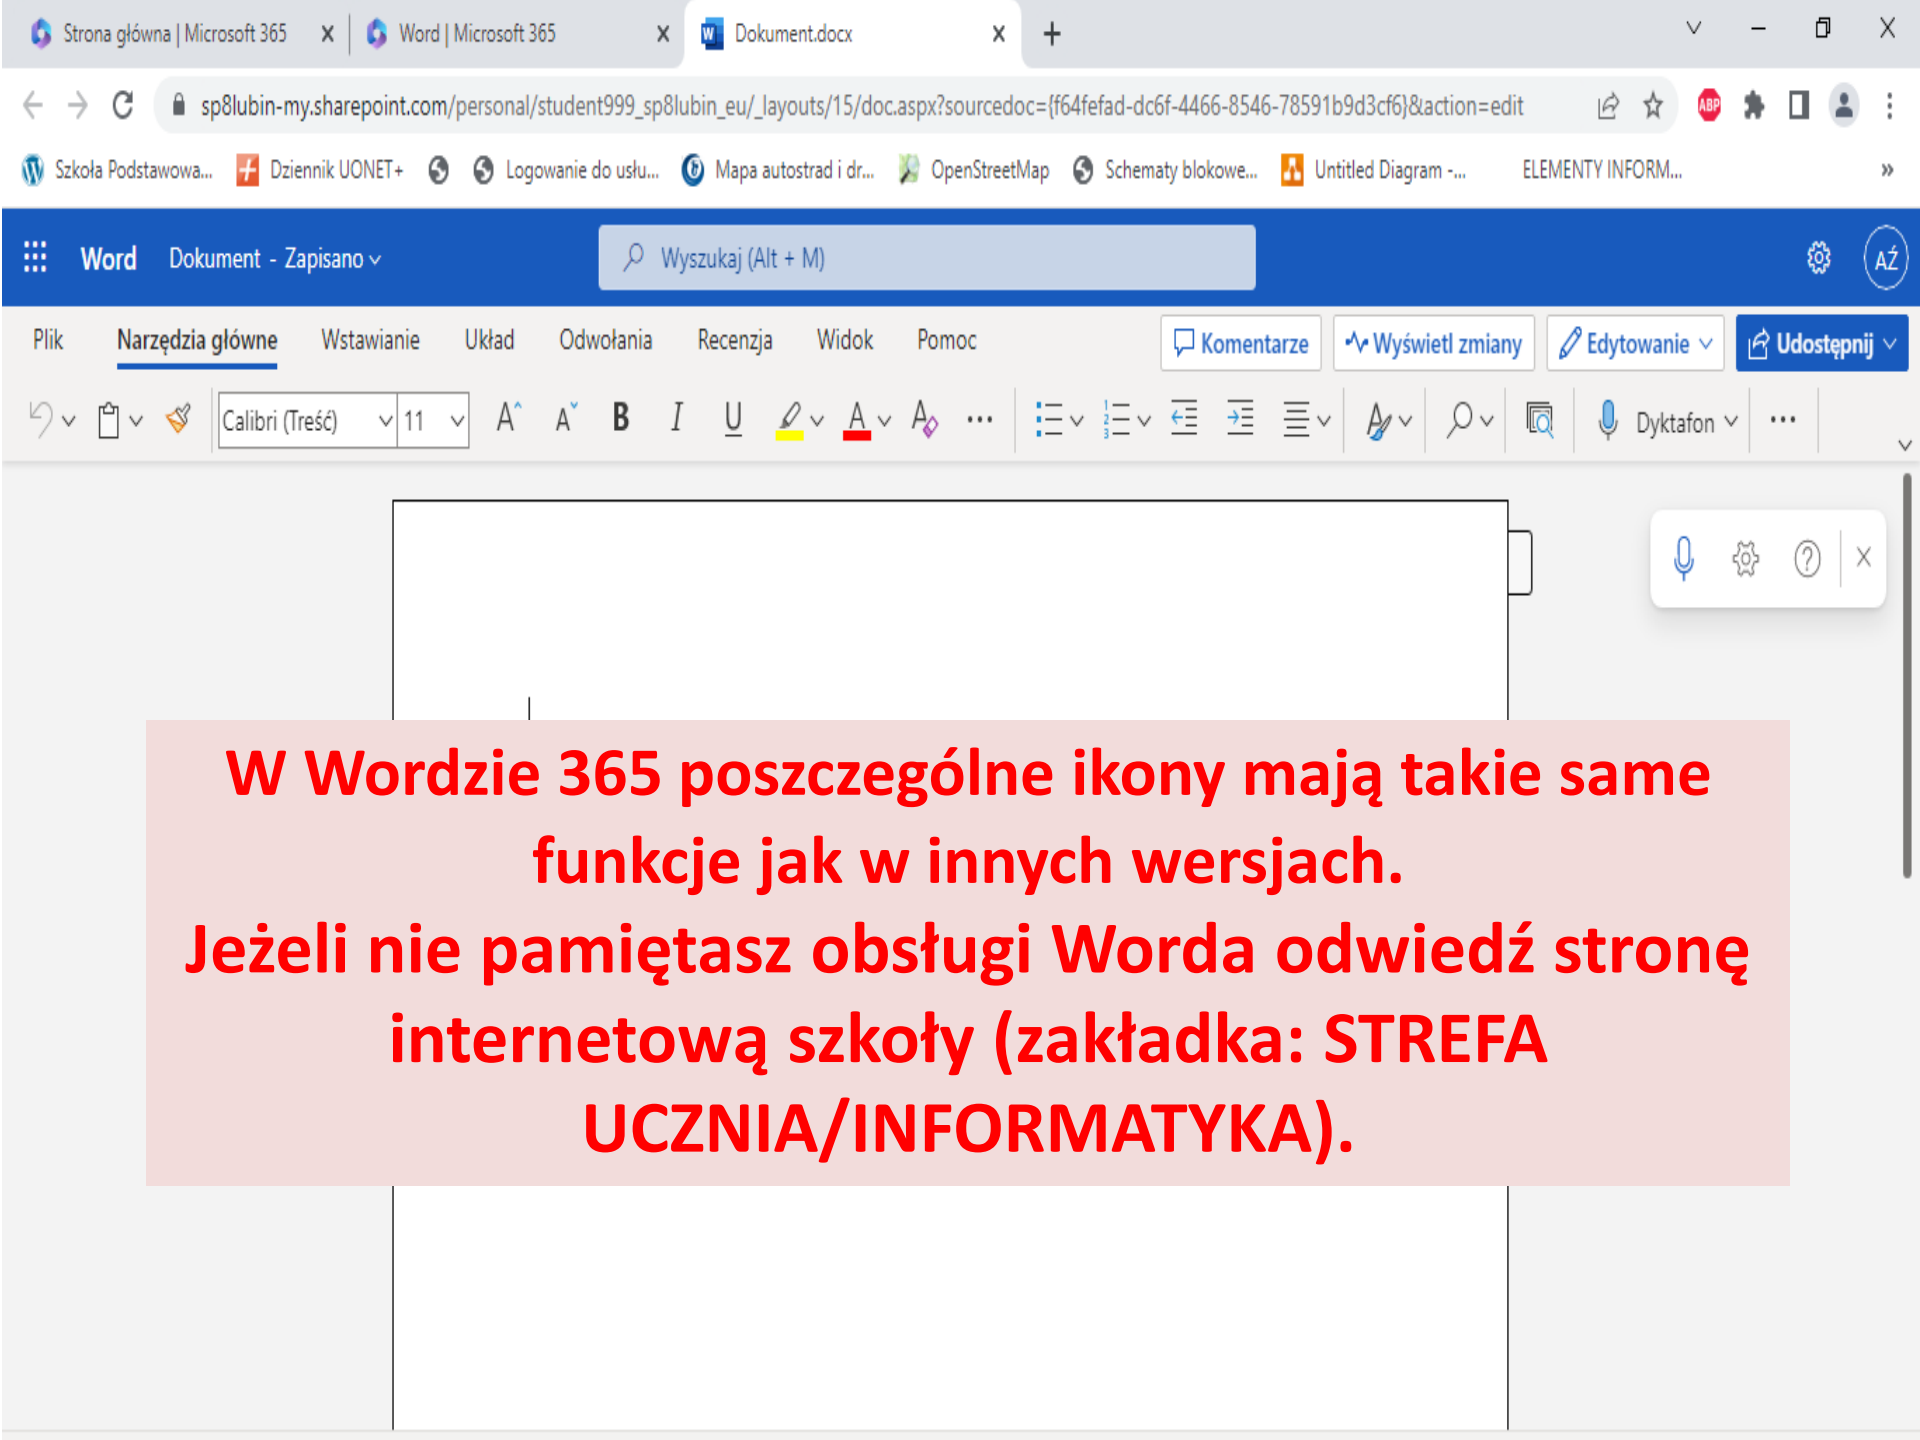 Strona główna | Microsoft 365
Word | Microsoft 365
Dokument.docx
sp8lubin-my.sharepoint.com/personal/student999_sp8lubin_eu/_layouts/15/doc.aspx?sourcedoc={f64fefad-dc6f-4466-8546-78591b9d3cf6}&action=edit
ABP
Szkoła Podstawowa... Dziennik UONET+ Logowanie do usłu... Mapa autostrad i dr... OpenStreetMap Schematy blokowe... Untitled Diagram -... ELEMENTY INFORM... »
Word Dokument - Zapisano Wyszukaj (Alt + M) AŹ
Plik Narzędzia główne Wstawianie Układ Odwołania Recenzja Widok Pomoc Komentarze Wyświetl zmiany Edytowanie Udostępnij
Calibri (Treść) 11 A A B I U A A ... Dyktafon ...
W Wordzie 365 poszczególne ikony mają takie same
funkcje jak w innych wersjach.
Jeżeli nie pamiętasz obsługi Worda odwiedź stronę
internetową szkoły (zakładka: STREFA
UCZNIA/INFORMATYKA).